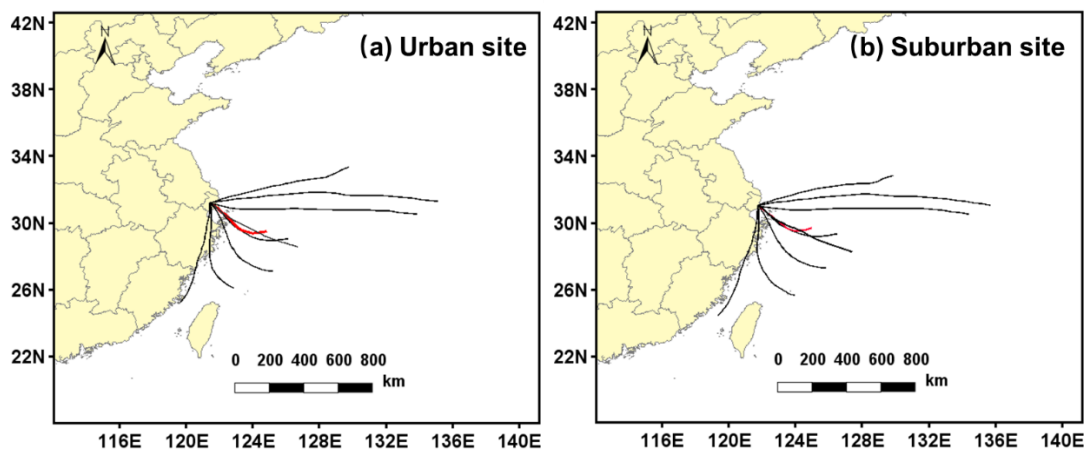 (a) Urban site
N
42N
38N
34N
30N
26N
22N
0 200 400 600 800
km
116E 120E 124E 128E 132E 136E 140E
(b) Suburban site
N
42N
38N
34N
30N
26N
22N
0 200 400 600 800
km
116E 120E 124E 128E 132E 136E 140E